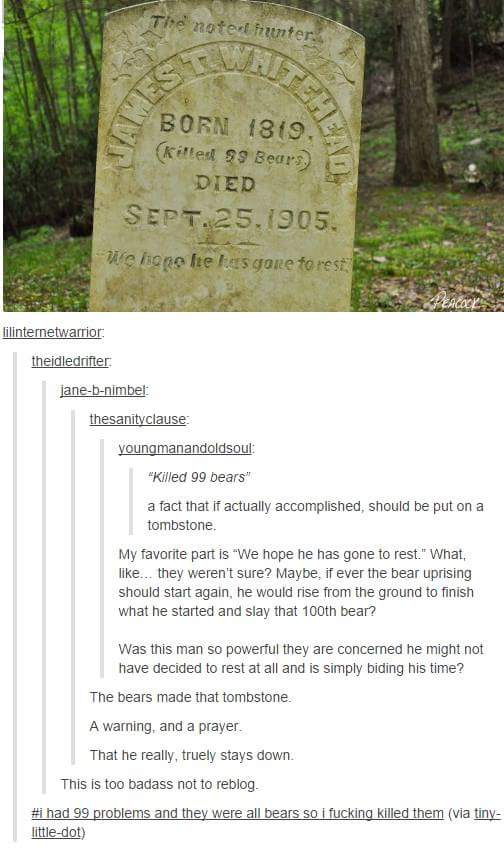 The noted hunter.
JAMES T. WHITEHEAD
BORN 1819.
(Killed 99 Bears.)
DIED
SEPT. 25. 1905.
We hope he has gone to rest.
PEACOCK
lilinternetwarrior:
theidledrifter:
jane-b-nimbel:
thesanityclause:
youngmanandoldsoul:
"Killed 99 bears"
a fact that if actually accomplished, should be put on a
tombstone.
My favorite part is "We hope he has gone to rest." What,
like... they weren't sure? Maybe, if ever the bear uprising
should start again, he would rise from the ground to finish
what he started and slay that 100th bear?
Was this man so powerful they are concerned he might not
have decided to rest at all and is simply biding his time?
The bears made that tombstone.
A warning, and a prayer.
That he really, truely stays down.
This is too badass not to reblog.
#i had 99 problems and they were all bears so i fucking killed them (via tiny-
little-dot)